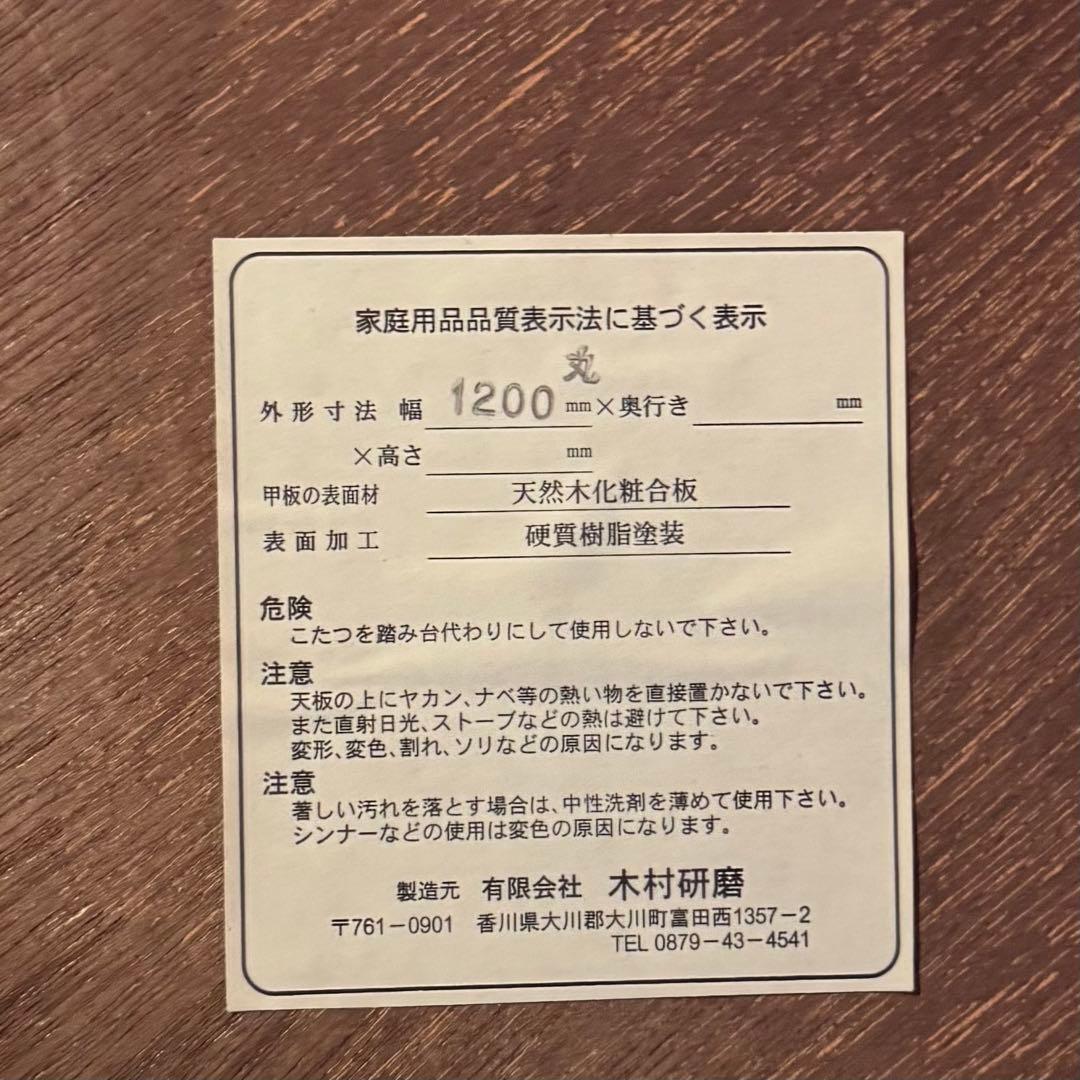 家庭用品品質表示法に基づく表示
丸
外形寸法 幅 1200 mm×奥行き mm
×高さ mm
甲板の表面材 天然木化粧合板
表面加工 硬質樹脂塗装
危険
こたつを踏み台代わりにして使用しないで下さい。
注意
天板の上にヤカン、ナベ等の熱い物を直接置かないで下さい。
また直射日光、ストーブなどの熱は避けて下さい。
変形、変色、割れ、ソリなどの原因になります。
注意
著しい汚れを落とす場合は、中性洗剤を薄めて使用下さい。
シンナーなどの使用は変色の原因になります。
製造元 有限会社 木村研磨
〒761-0901 香川県大川郡大川町富田西1357-2
TEL 0879-43-4541